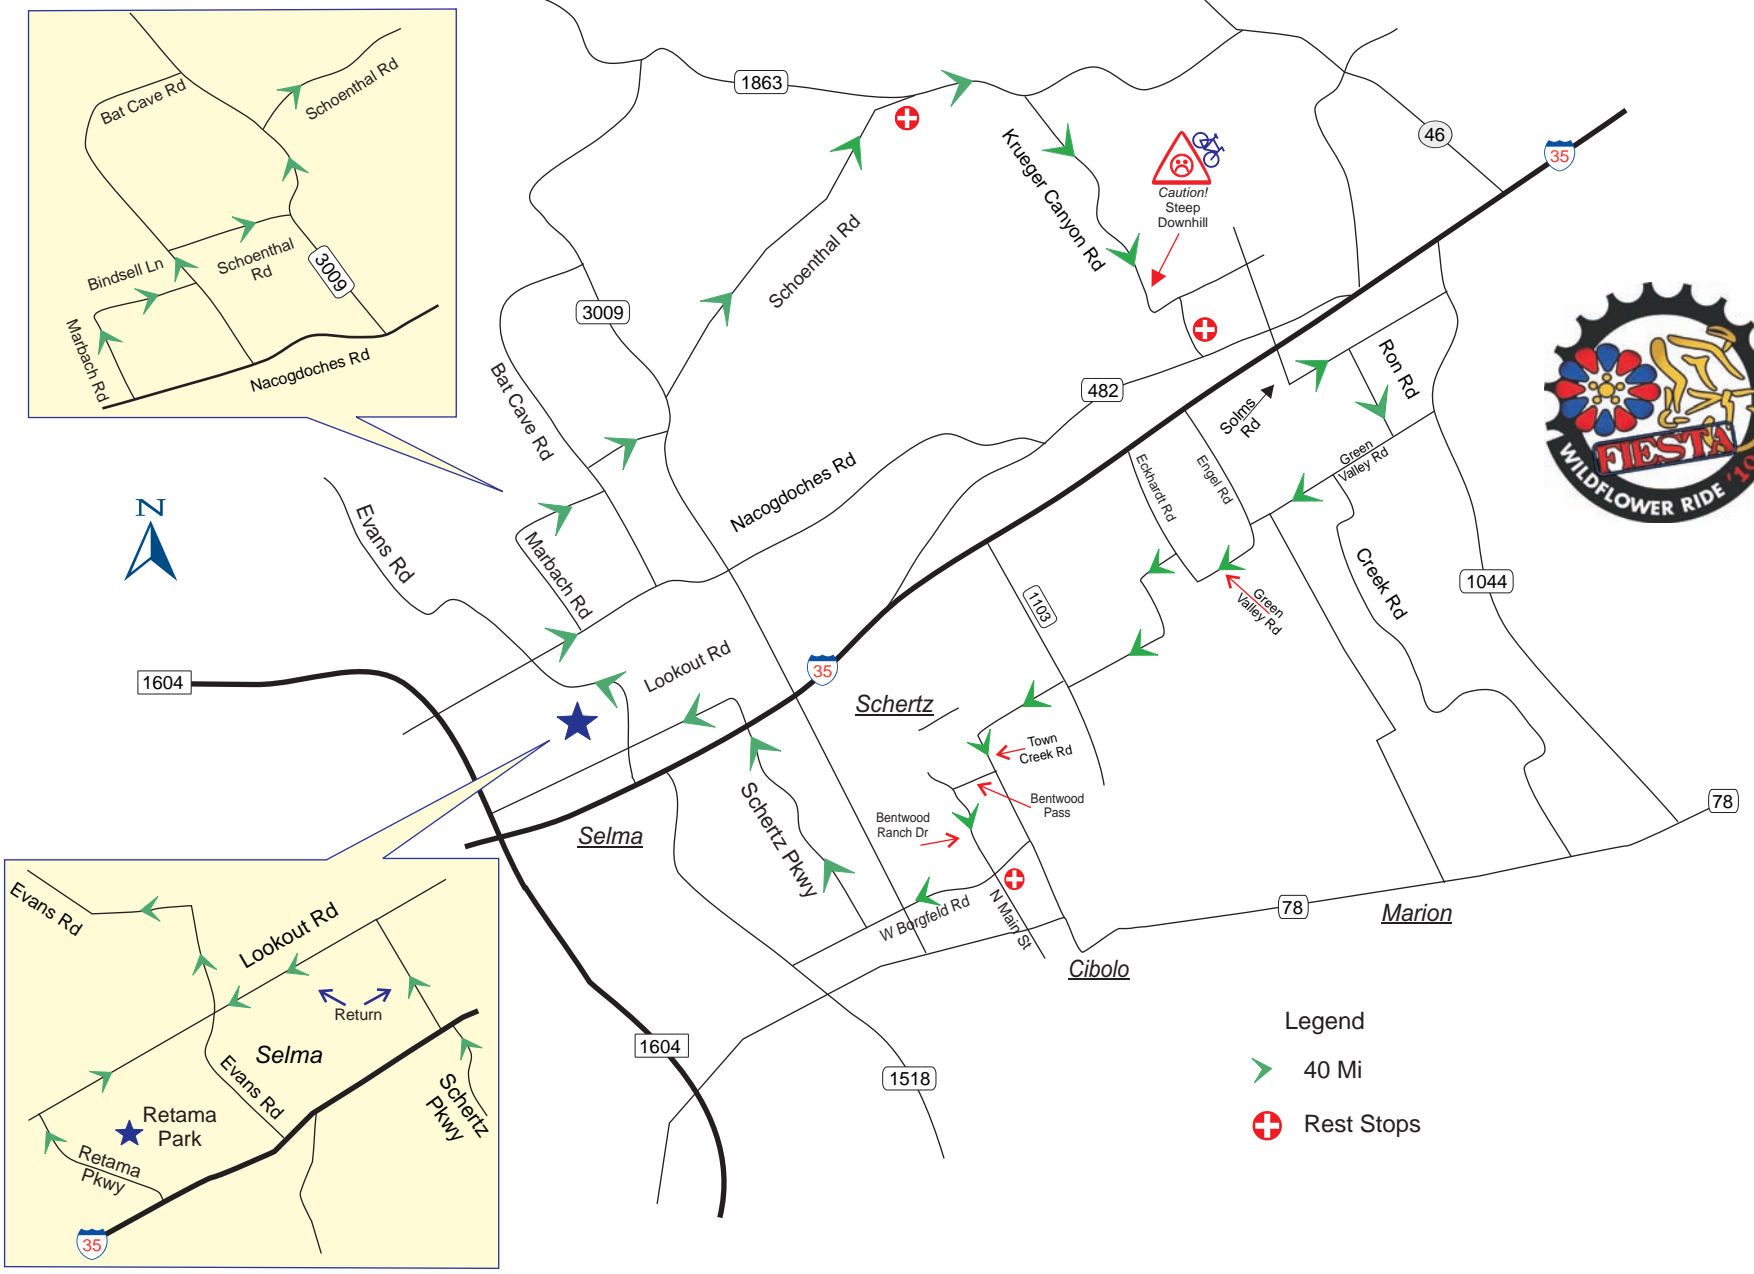 Bat Cave Rd
Schoenthal Rd
Bindsell Ln
Schoenthal
Rd
3009
Marbach Rd
Nacogdoches Rd
1863
46
35
Krueger Canyon Rd
Caution!
Steep
Downhill
Schoenthal Rd
3009
Bat Cave Rd
482
Solms
Rd
Ron Rd
Green
Valley Rd
Engel Rd
Eckhardt Rd
FIESTA
WILDFLOWER RIDE '10
N
Evans Rd
Marbach Rd
Nacogdoches Rd
1103
Green
Valley Rd
Creek Rd
1044
1604
Lookout Rd
35
Schertz
Town
Creek Rd
Bentwood
Pass
Bentwood
Ranch Dr
78
Selma
Schertz Pkwy
W Borgfeld Rd
N Main St
78
Marion
Cibolo
1604
1518
Evans Rd
Lookout Rd
Return
Selma
Evans Rd
Schertz
Pkwy
Retama
Park
Retama
Pkwy
35
Legend
40 Mi
Rest Stops